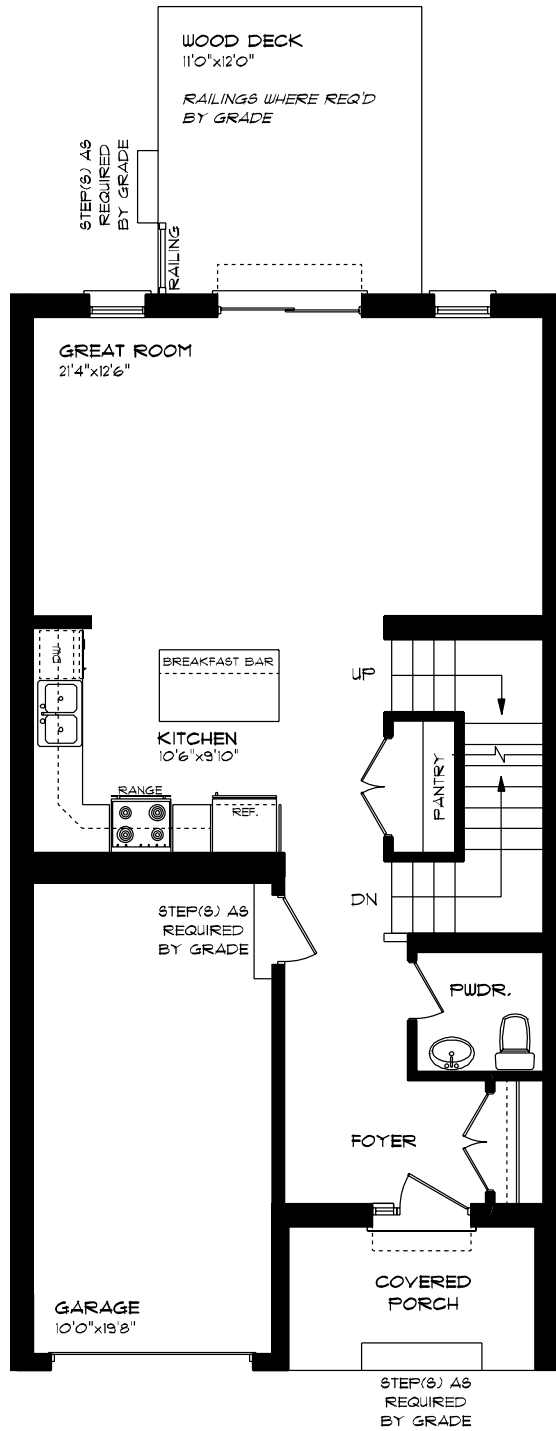 WOOD DECK
11'0"x12'0"
RAILINGS WHERE REQ'D
BY GRADE
STEP(S) AS
REQUIRED
BY GRADE
RAILING
GREAT ROOM
21'4"x12'6"
DW
BREAKFAST BAR
UP
KITCHEN
10'6"x9'10"
PANTRY
RANGE
REF.
DN
STEP(S) AS
REQUIRED
BY GRADE
PWDR.
FOYER
COVERED
PORCH
GARAGE
10'0"x19'8"
STEP(S) AS
REQUIRED
BY GRADE